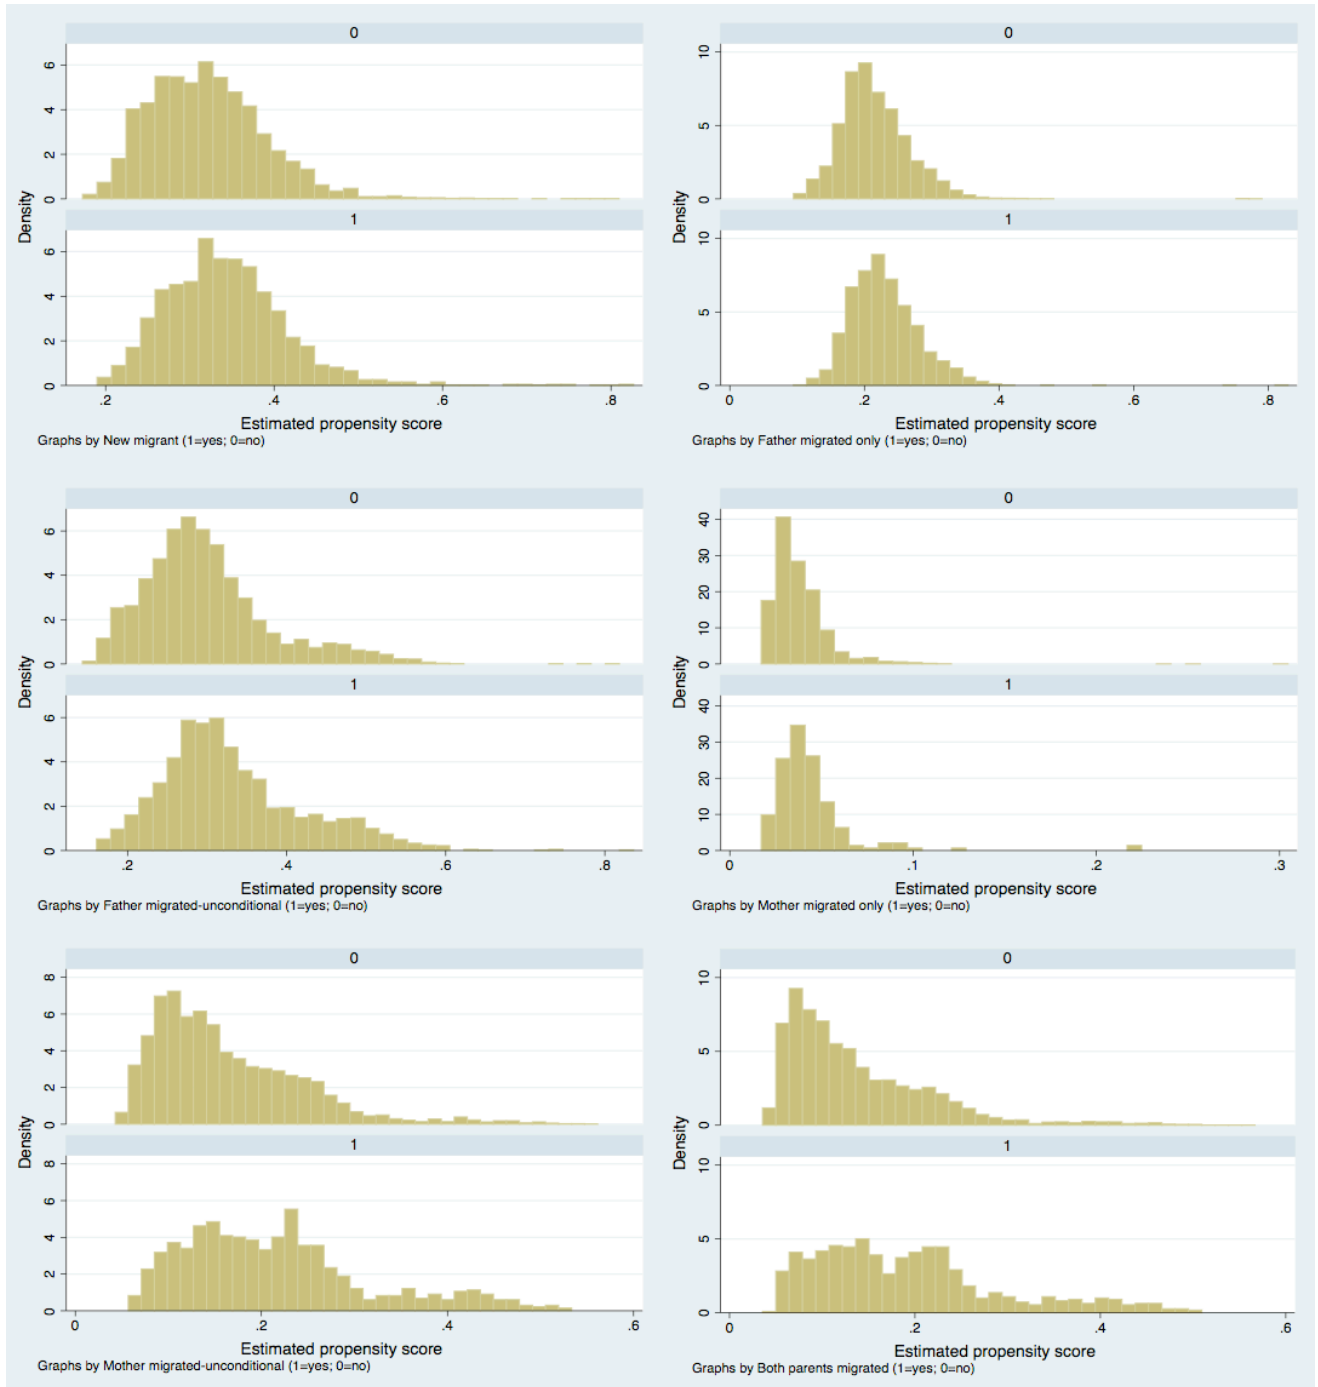 0
0
6
4
2
0
10
5
0
Density
Density
1
1
6
4
2
0
10
5
0
.2 .4 .6 .8
0 .2 .4 .6 .8
Estimated propensity score
Estimated propensity score
Graphs by New migrant (1=yes; 0=no)
Graphs by Father migrated only (1=yes; 0=no)
0
0
6
4
2
0
40
30
20
10
0
Density
Density
1
1
6
4
2
0
40
30
20
10
0
.2 .4 .6 .8
0 .1 .2 .3
Estimated propensity score
Estimated propensity score
Graphs by Father migrated-unconditional (1=yes; 0=no)
Graphs by Mother migrated only (1=yes; 0=no)
0
0
8
6
4
2
0
10
5
0
Density
Density
1
1
8
6
4
2
0
10
5
0
0 .2 .4 .6
0 .2 .4 .6
Estimated propensity score
Estimated propensity score
Graphs by Mother migrated-unconditional (1=yes; 0=no)
Graphs by Both parents migrated (1=yes; 0=no)